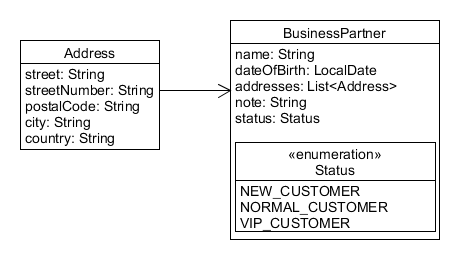 Address
street: String
streetNumber: String
postalCode: String
city: String
country: String
BusinessPartner
name: String
dateOfBirth: LocalDate
addresses: List<Address>
note: String
status: Status
«enumeration»
Status
NEW_CUSTOMER
NORMAL_CUSTOMER
VIP_CUSTOMER